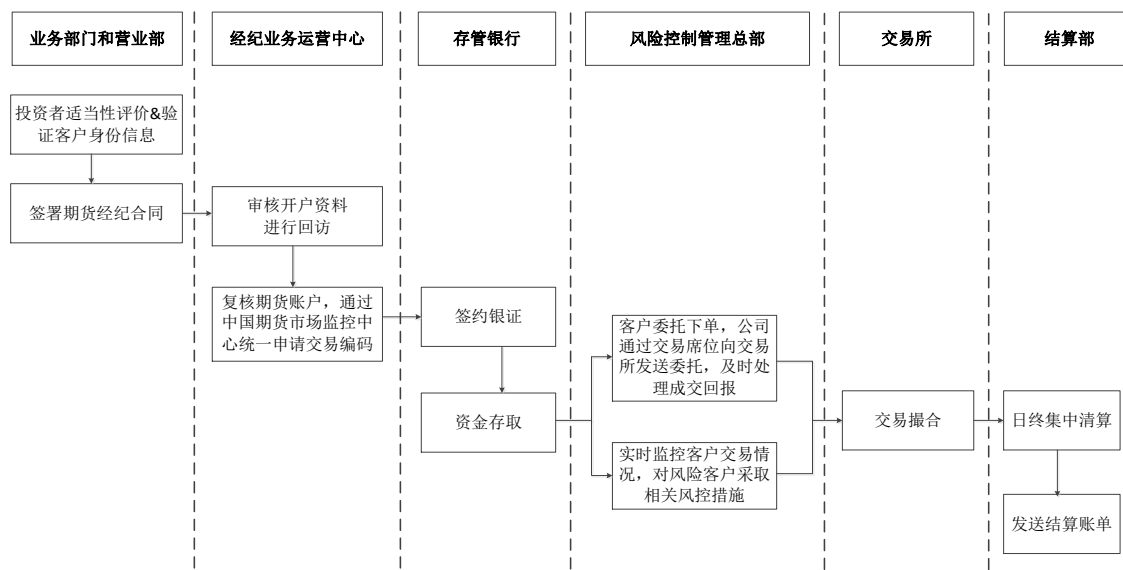 业务部门和营业部
经纪业务运营中心
存管银行
风险控制管理总部
交易所
结算部
投资者适当性评价&验
证客户身份信息
签署期货经纪合同
审核开户资料
进行回访
复核期货账户，通过
中国期货市场监控中
心统一申请交易编码
签约银证
资金存取
客户委托下单，公司
通过交易席位向交易
所发送委托，及时处
理成交回报
实时监控客户交易情
况，对风险客户采取
相关风控措施
交易撮合
日终集中清算
发送结算账单